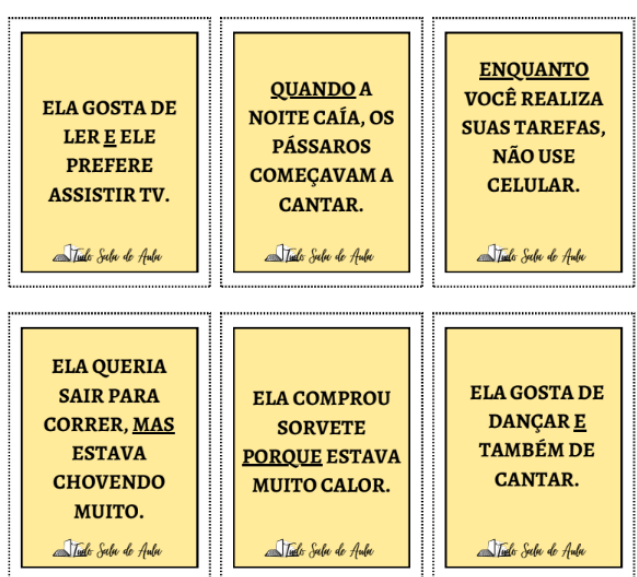 ELA GOSTA DE
LER E ELE
PREFERE
ASSISTIR TV.
Tudo Sala de Aula
QUANDO A
NOITE CAÍA, OS
PÁSSAROS
COMEÇAVAM A
CANTAR.
Tudo Sala de Aula
ENQUANTO
VOCÊ REALIZA
SUAS TAREFAS,
NÃO USE
CELULAR.
Tudo Sala de Aula
ELA QUERIA
SAIR PARA
CORRER, MAS
ESTAVA
CHOVENDO
MUITO.
Tudo Sala de Aula
ELA COMPROU
SORVETE
PORQUE ESTAVA
MUITO CALOR.
Tudo Sala de Aula
ELA GOSTA DE
DANÇAR E
TAMBÉM DE
CANTAR.
Tudo Sala de Aula